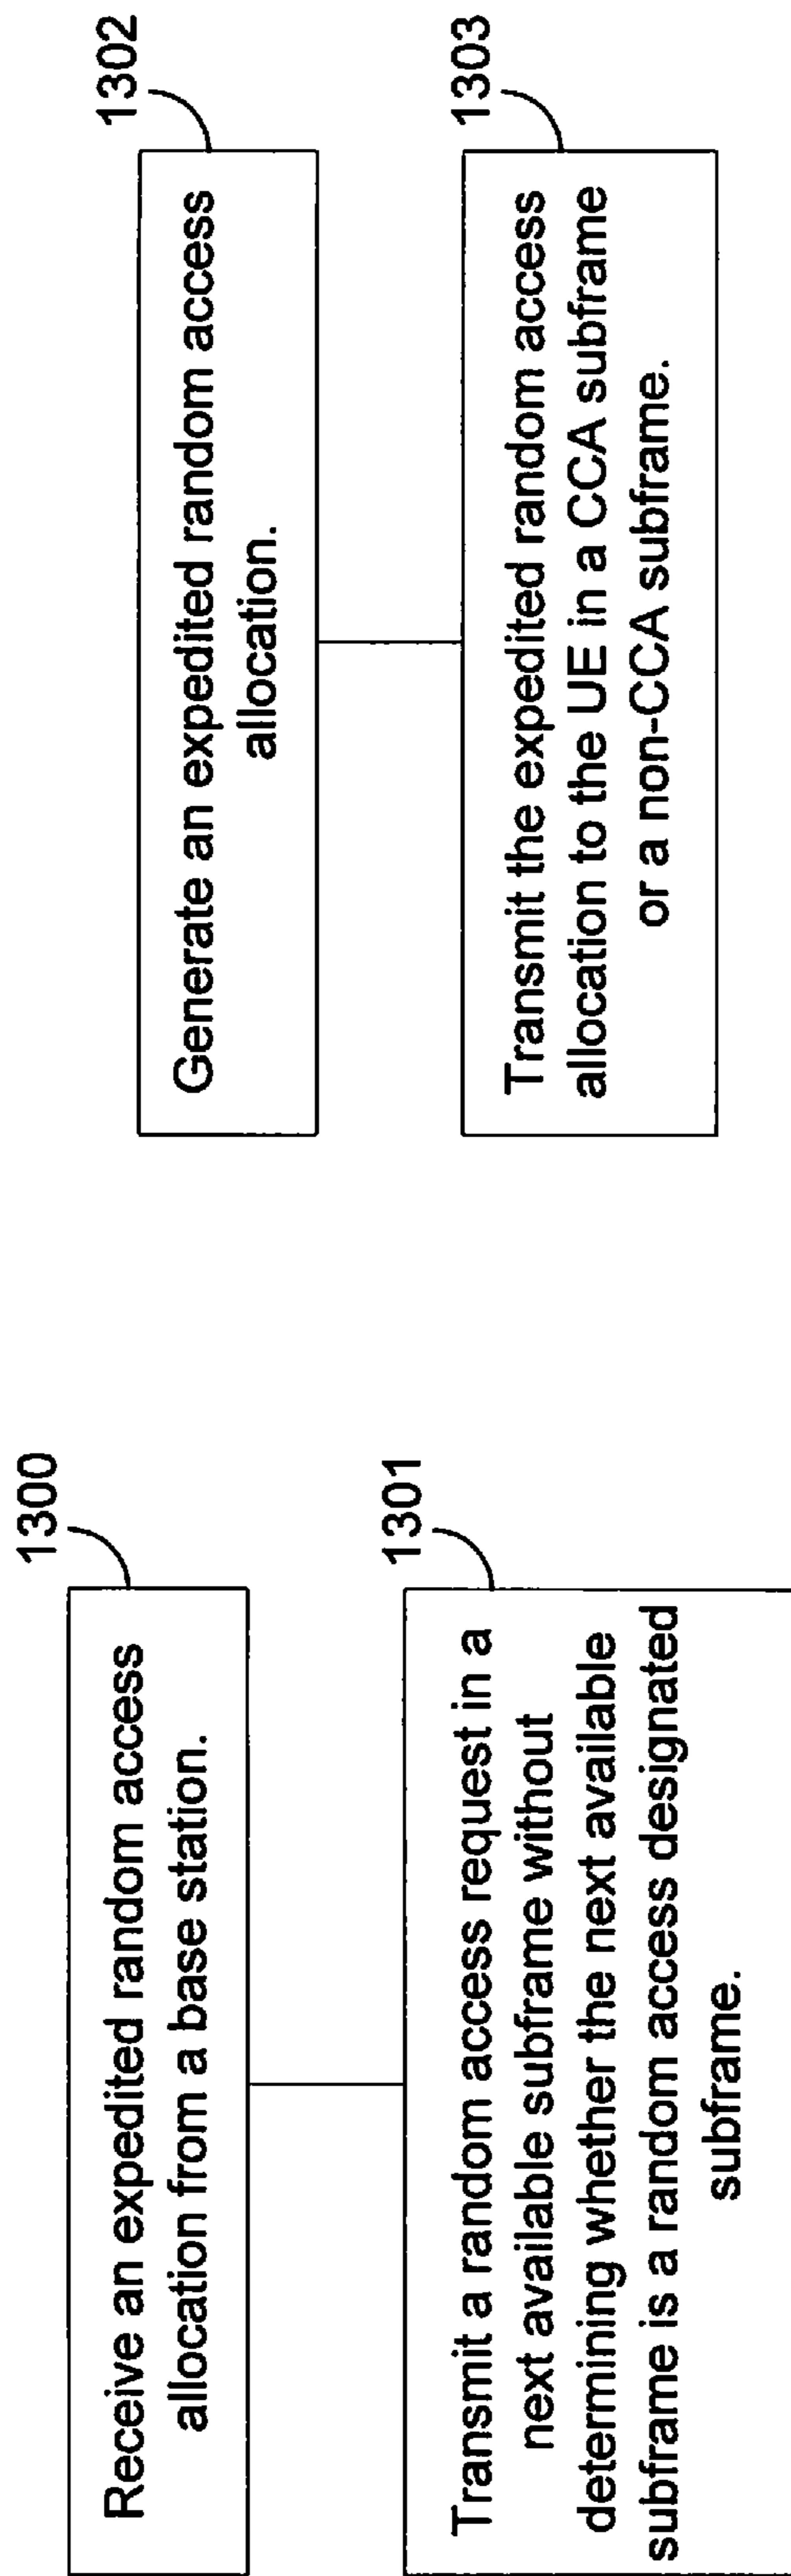 1300
Receive an expedited random access
allocation from a base station.
1301
Transmit a random access request in a
next available subframe without
determining whether the next available
subframe is a random access designated
subframe.
1302
Generate an expedited random access
allocation.
1303
Transmit the expedited random access
allocation to the UE in a CCA subframe
or a non-CCA subframe.